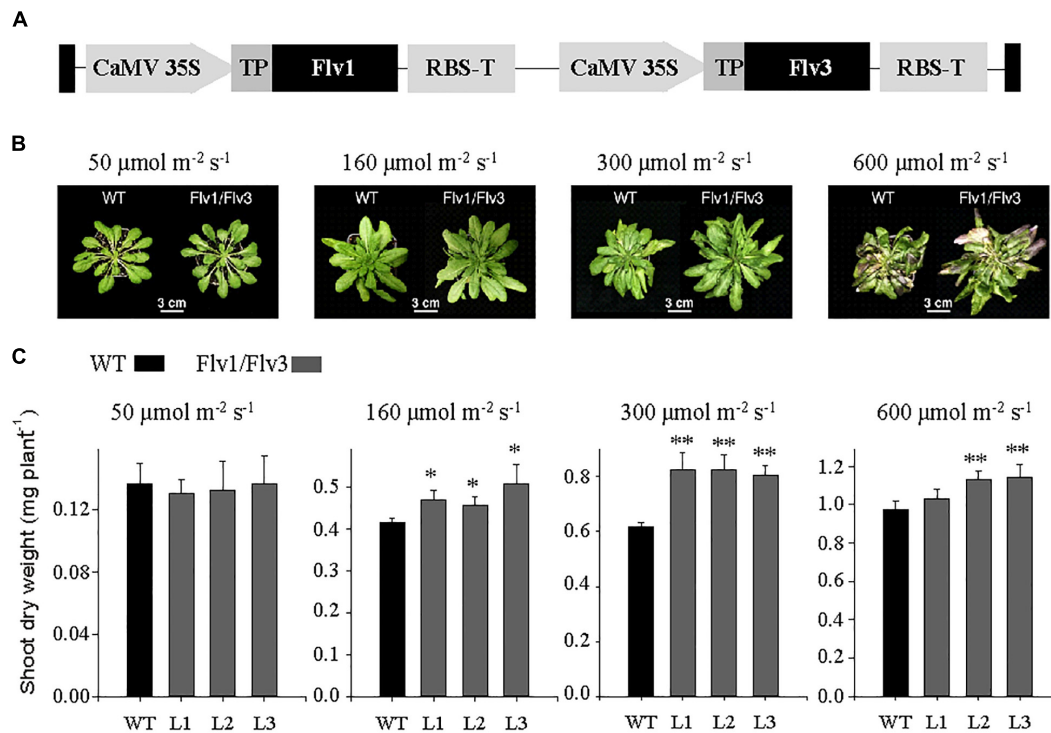 A
CaMV 35S TP Flv1 RBS-T CaMV 35S TP Flv3 RBS-T
B
50 μmol m⁻² s⁻¹ 160 μmol m⁻² s⁻¹ 300 μmol m⁻² s⁻¹ 600 μmol m⁻² s⁻¹
WT Flv1/Flv3 WT Flv1/Flv3 WT Flv1/Flv3 WT Flv1/Flv3
3 cm 3 cm 3 cm 3 cm
C
WT Flv1/Flv3
50 μmol m⁻² s⁻¹ 160 μmol m⁻² s⁻¹ 300 μmol m⁻² s⁻¹ 600 μmol m⁻² s⁻¹
Shoot dry weight (mg plant⁻¹)
0.12
0.08
0.04
0.00
WT L1 L2 L3
* * *
0.5
0.4
0.3
0.2
0.1
0.0
WT L1 L2 L3
** ** **
0.8
0.6
0.4
0.2
0.0
WT L1 L2 L3
** **
1.2
1.0
0.8
0.6
0.4
0.2
0.0
WT L1 L2 L3